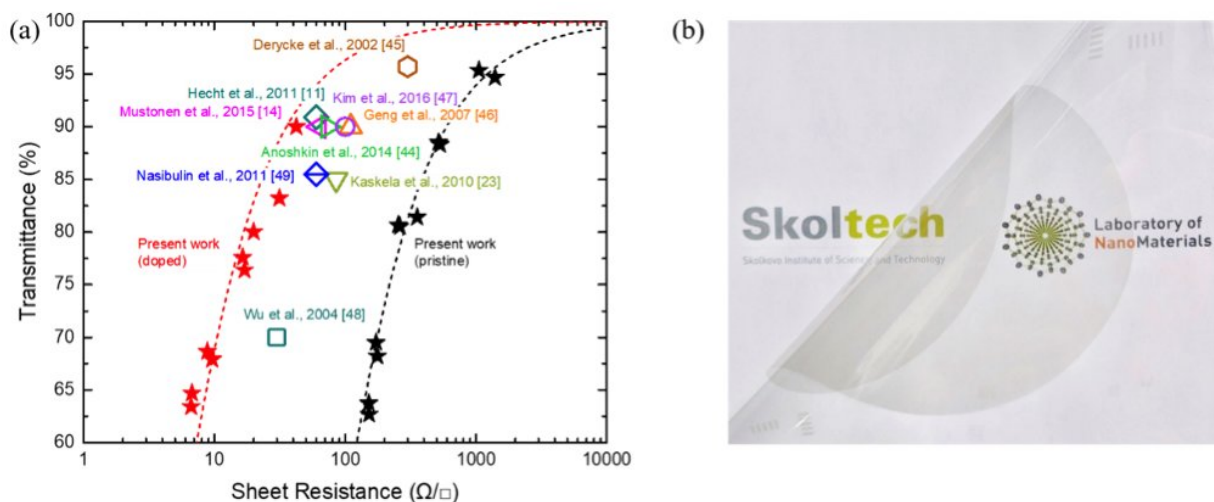 (a)
100
95
90
85
80
75
70
65
60
Transmittance (%)
1
10
100
1000
10000
Sheet Resistance (Ω/□)
Derycke et al., 2002 [45]
Hecht et al., 2011 [11]
Kim et al., 2016 [47]
Mustonen et al., 2015 [14]
Geng et al., 2007 [46]
Anoshkin et al., 2014 [44]
Nasibulin et al., 2011 [49]
Kaskela et al., 2010 [23]
Present work
(doped)
Present work
(pristine)
Wu et al., 2004 [48]
(b)
Skoltech
Skolkovo Institute of Science and Technology
Laboratory of
NanoMaterials